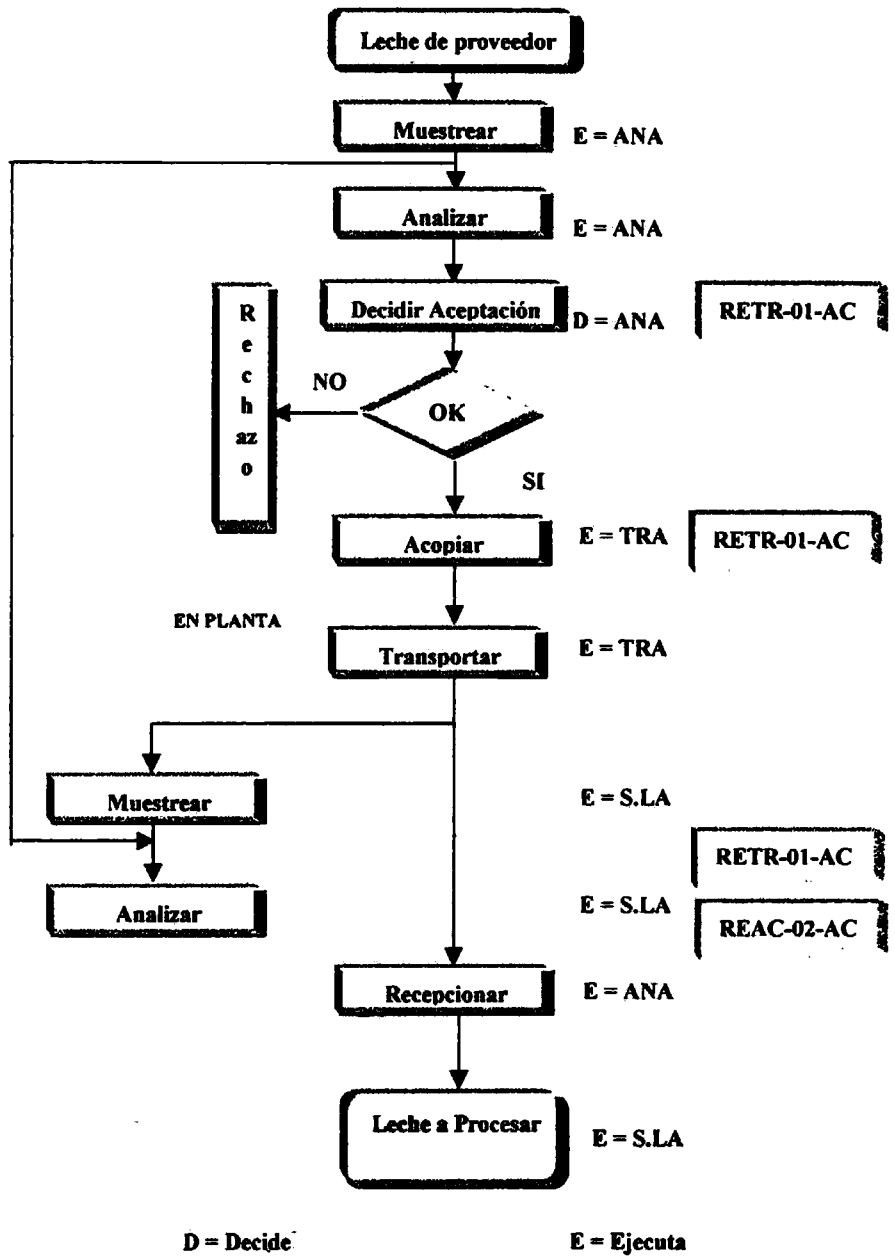 Leche de proveedor
Muestrear
E = ANA
Analizar
E = ANA
Decidir Aceptación
D = ANA
RETR-01-AC
R
e
c
h
az
o
NO
OK
SI
Acopiar
E = TRA
RETR-01-AC
EN PLANTA
Transportar
E = TRA
Muestrear
E = S.LA
RETR-01-AC
Analizar
E = S.LA
REAC-02-AC
Recepcionar
E = ANA
Leche a Procesar
E = S.LA
D = Decide
E = Ejecuta